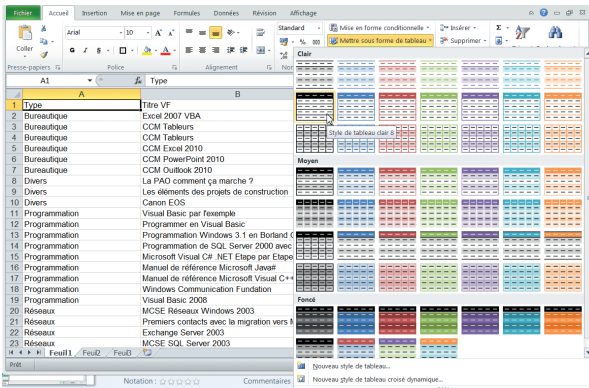 Fichier Accueil Insertion Mise en page Formules Données Révision Affichage
Coller
Arial 10 A A
G I S
Standard
% 000
Mise en forme conditionnelle
Mettre sous forme de tableau
Insérer
Supprimer
Σ
Presse-papiers Police Alignement
A1 fx Type
A B
1 Type Titre VF
2 Bureautique Excel 2007 VBA
3 Bureautique CCM Tableurs
4 Bureautique CCM Tableurs
5 Bureautique CCM Excel 2010
6 Bureautique CCM PowerPoint 2010
7 Bureautique CCM Outlook 2010
8 Divers La PAO comment ça marche ?
9 Divers Les éléments des projets de construction
10 Divers Canon EOS
11 Programmation Visual Basic par l'exemple
12 Programmation Programmer en Visual Basic
13 Programmation Programmation Windows 3.1 en Borland
14 Programmation Programmation de SQL Server 2000 avec
15 Programmation Microsoft Visual C# .NET Etape par Etape
16 Programmation Manuel de référence Microsoft Java#
17 Programmation Manuel de référence Microsoft Visual C++
18 Programmation Windows Communication Fundation
19 Programmation Visual Basic 2008
20 Réseaux MCSE Réseaux Windows 2003
21 Réseaux Premiers contacts avec la migration vers
22 Réseaux Exchange Server 2003
23 Réseaux MCSE SQL Server 2003
Feuil1 Feuil2 Feuil3
Prêt
Notation : Commentaires
Clair
Style de tableau clair 8
Moyen
Foncé
Nouveau style de tableau...
Nouveau style de tableau croisé dynamique...